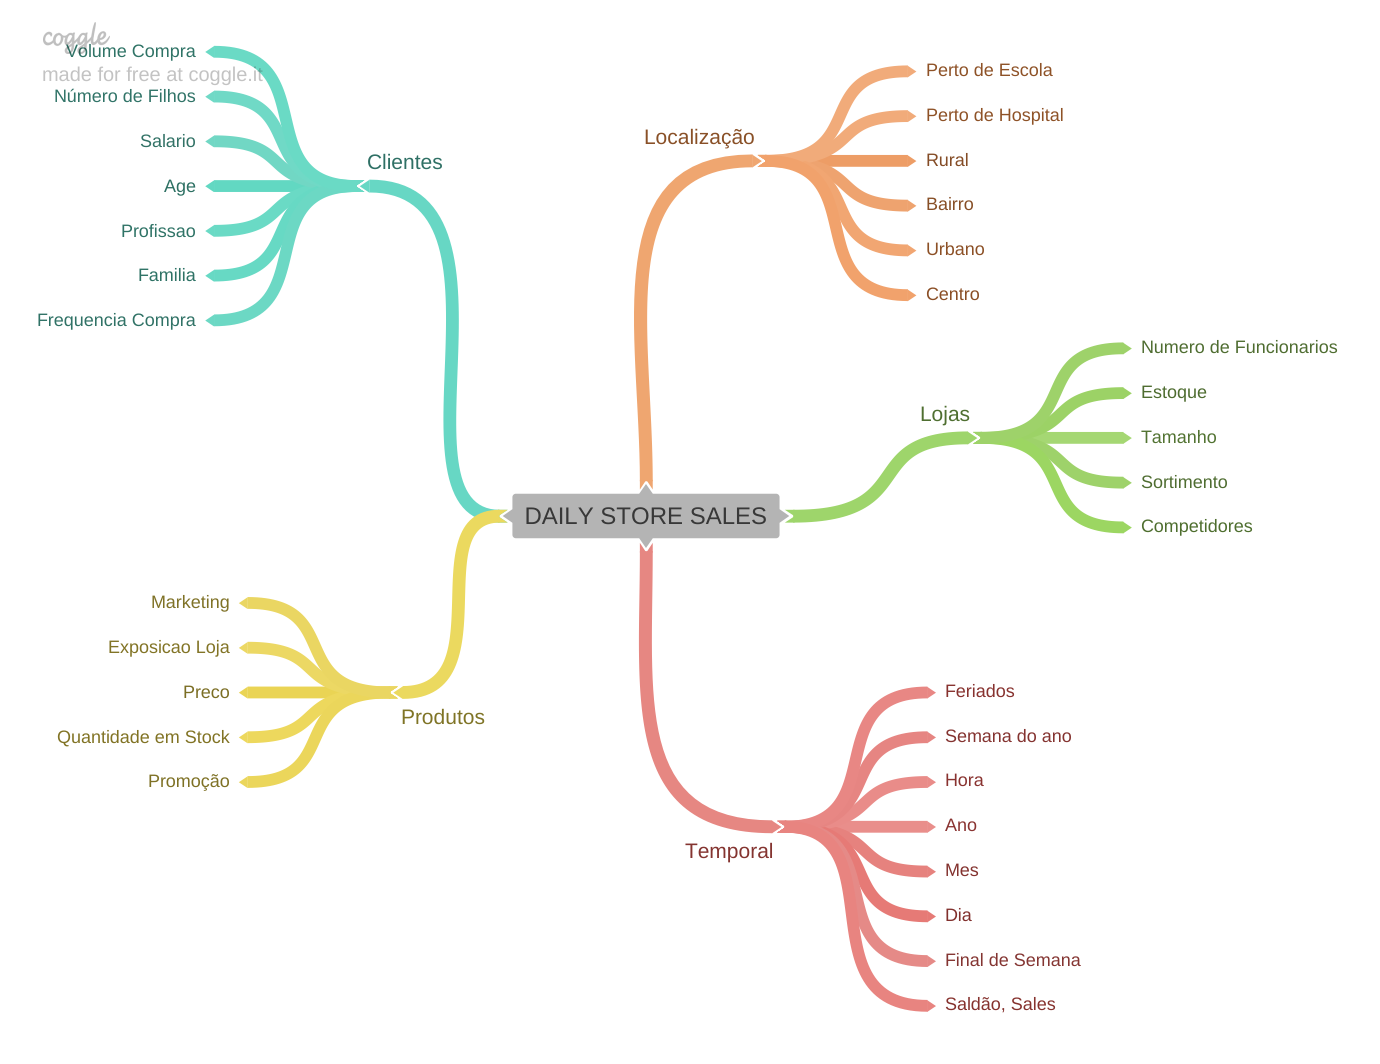 coggle
made for free at coggle.it
Volume Compra
Número de Filhos
Salario
Age
Profissao
Familia
Frequencia Compra
Clientes
Localização
Perto de Escola
Perto de Hospital
Rural
Bairro
Urbano
Centro
Lojas
Numero de Funcionarios
Estoque
Tamanho
Sortimento
Competidores
DAILY STORE SALES
Marketing
Exposicao Loja
Preco
Quantidade em Stock
Promoção
Produtos
Temporal
Feriados
Semana do ano
Hora
Ano
Mes
Dia
Final de Semana
Saldão, Sales